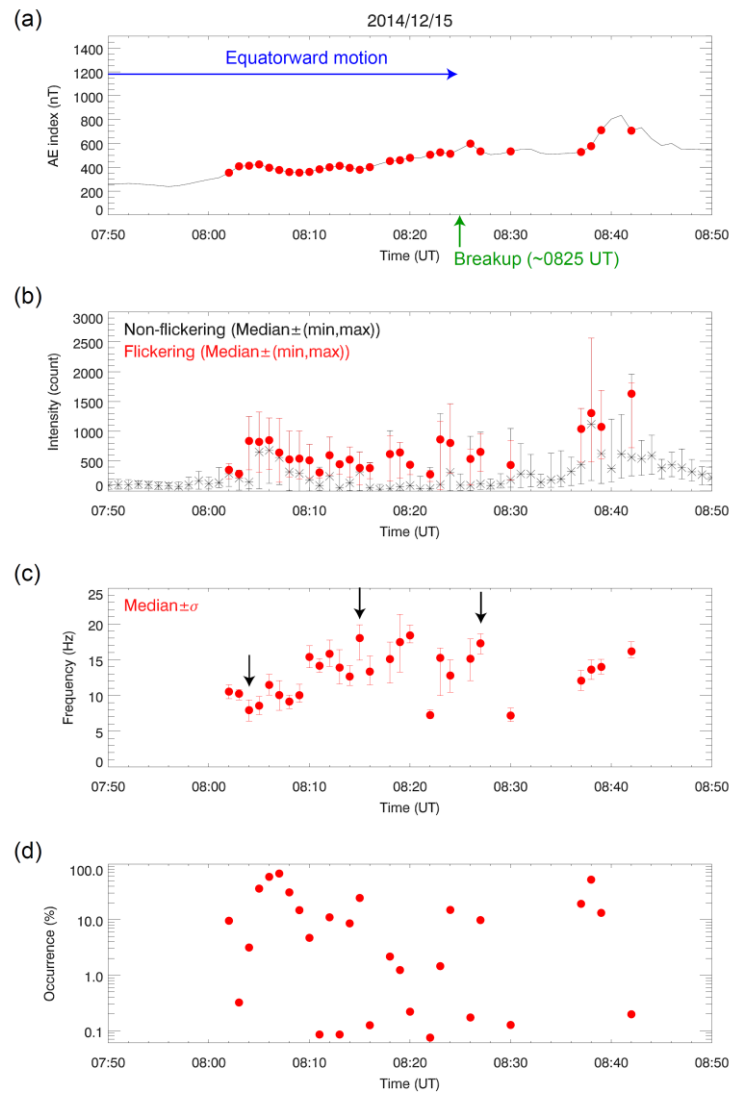 (a)
2014/12/15
Equatorward motion
AE index (nT)
1400
1200
1000
800
600
400
200
0
07:50 08:00 08:10 08:20 08:30 08:40 08:50
Time (UT)
Breakup (~0825 UT)
(b)
Non-flickering (Median±(min,max))
Flickering (Median±(min,max))
Intensity (count)
3000
2500
2000
1500
1000
500
0
07:50 08:00 08:10 08:20 08:30 08:40 08:50
Time (UT)
(c)
Median±σ
Frequency (Hz)
25
20
15
10
5
0
07:50 08:00 08:10 08:20 08:30 08:40 08:50
Time (UT)
(d)
Occurrence (%)
100.0
10.0
1.0
0.1
07:50 08:00 08:10 08:20 08:30 08:40 08:50
Time (UT)